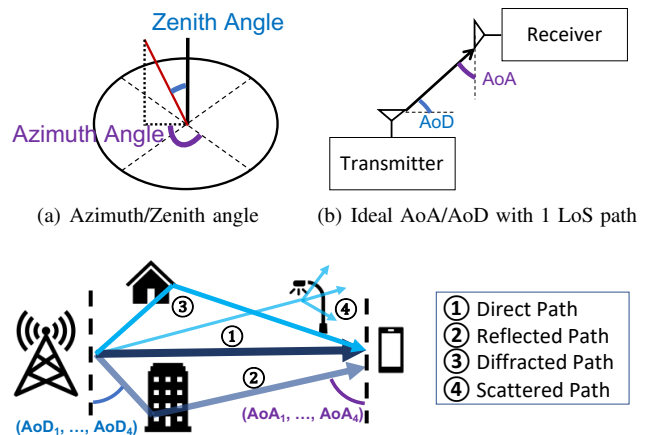 Zenith Angle
Azimuth Angle
(a) Azimuth/Zenith angle
Receiver
AoA
AoD
Transmitter
(b) Ideal AoA/AoD with 1 LoS path
③
④
①
②
(AoD₁, ..., AoD₄)
(AoA₁, ..., AoA₄)
① Direct Path
② Reflected Path
③ Diffracted Path
④ Scattered Path